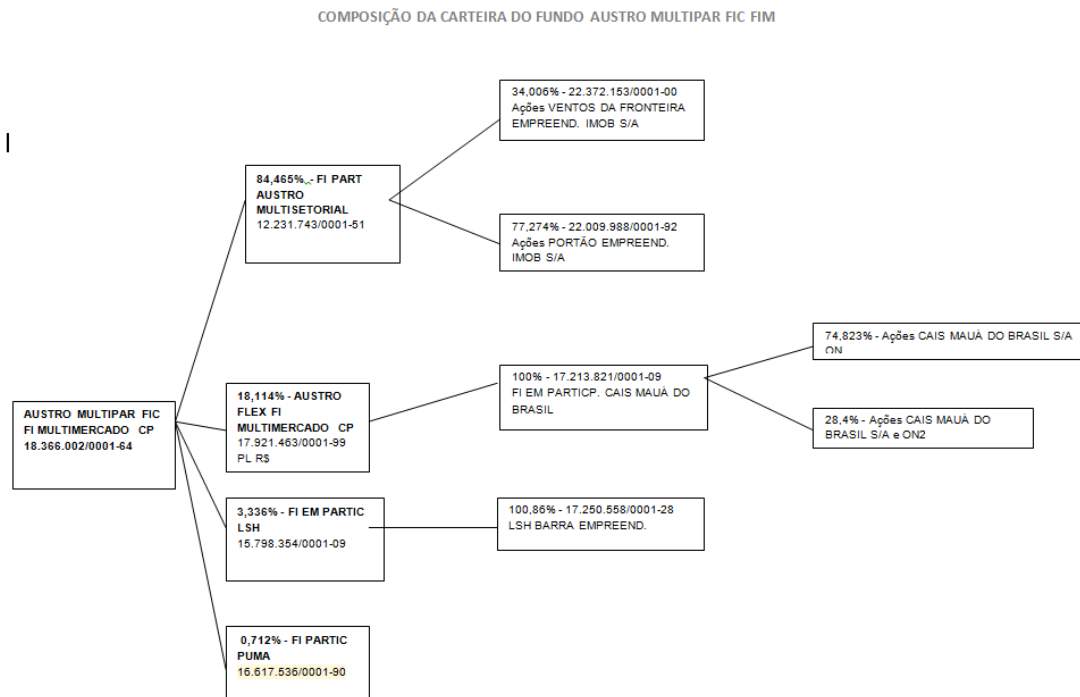 COMPOSIÇÃO DA CARTEIRA DO FUNDO AUSTRO MULTIPAR FIC FIM
34,006% - 22.372.153/0001-00
Ações VENTOS DA FRONTEIRA
EMPREEND. IMOB S/A
84,465% - FI PART
AUSTRO
MULTISETORIAL
12.231.743/0001-51
77,274% - 22.009.988/0001-92
Ações PORTÃO EMPREEND.
IMOB S/A
74,823% - Ações CAIS MAUÀ DO BRASIL S/A
ON
100% - 17.213.821/0001-09
FI EM PARTICP. CAIS MAUÀ DO
BRASIL
18,114% - AUSTRO
FLEX FI
MULTIMERCADO CP
17.921.463/0001-99
PL R$
AUSTRO MULTIPAR FIC
FI MULTIMERCADO CP
18.366.002/0001-64
28,4% - Ações CAIS MAUÀ DO
BRASIL S/A e ON2
3,336% - FI EM PARTIC
LSH
15.798.354/0001-09
100,86% - 17.250.558/0001-28
LSH BARRA EMPREEND.
0,712% - FI PARTIC
PUMA
16.617.536/0001-90